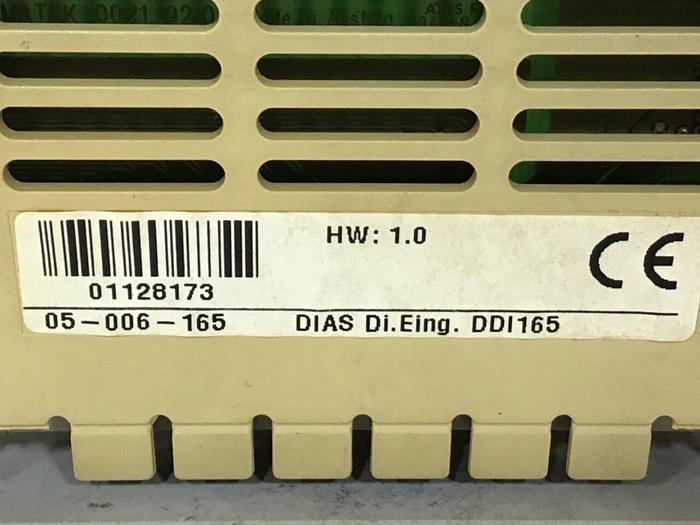 HW: 1.0
CE
01128173
05-006-165 DIAS Di.Eing. DDI165